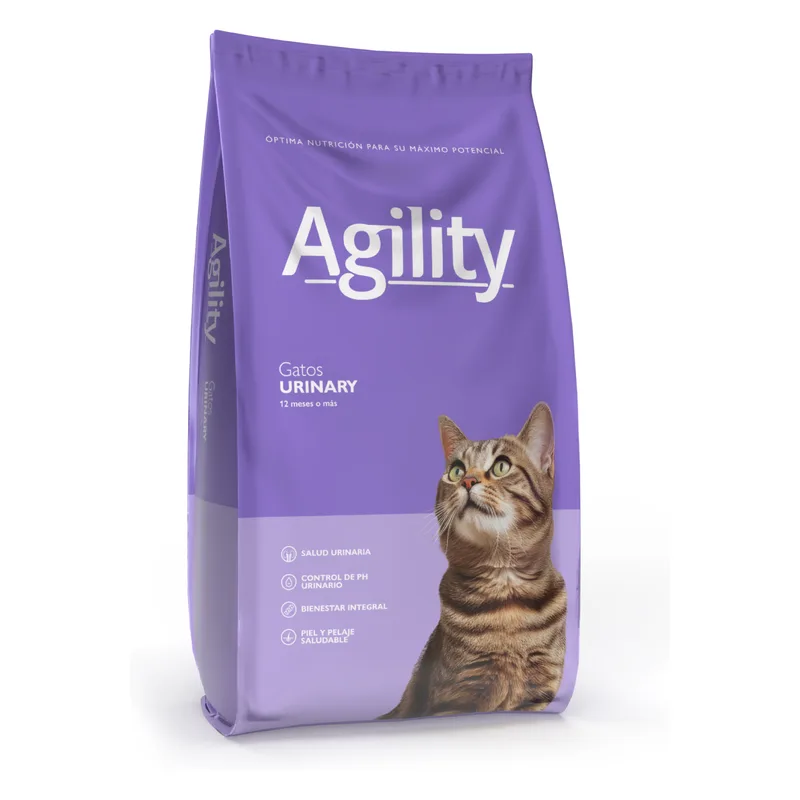 ÓPTIMA NUTRICIÓN PARA SU MÁXIMO POTENCIAL
Agility
Gatos
URINARY
12 meses o más
SALUD URINARIA
CONTROL DE PH
URINARIO
BIENESTAR INTEGRAL
PIEL Y PELAJE
SALUDABLE
Agility
Gatos
URINARY